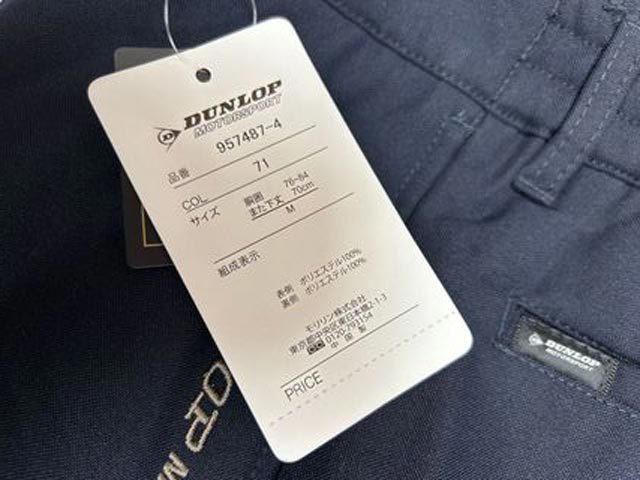 DUNLOP
MOTORSPORT
品番 957487-4
COL 71
サイズ 胴囲 76-84
また下丈 70cm
M
組成表示
表側 ポリエステル100%
裏側 ポリエステル100%
モリリン株式会社
東京都中央区東日本橋2-1-3
0120-793154
中国製
PRICE
DUNLOP
MOTORSPORT